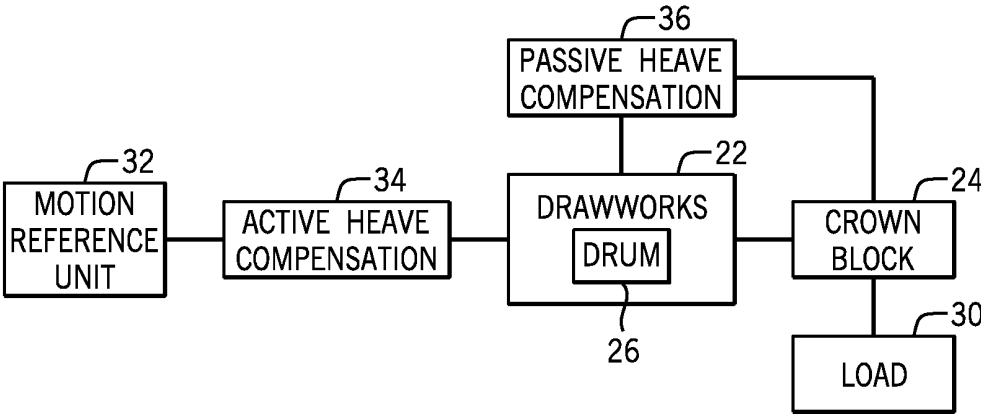 36
PASSIVE HEAVE
COMPENSATION
32
MOTION
REFERENCE
UNIT
34
ACTIVE HEAVE
COMPENSATION
22
DRAWWORKS
DRUM
26
24
CROWN
BLOCK
30
LOAD